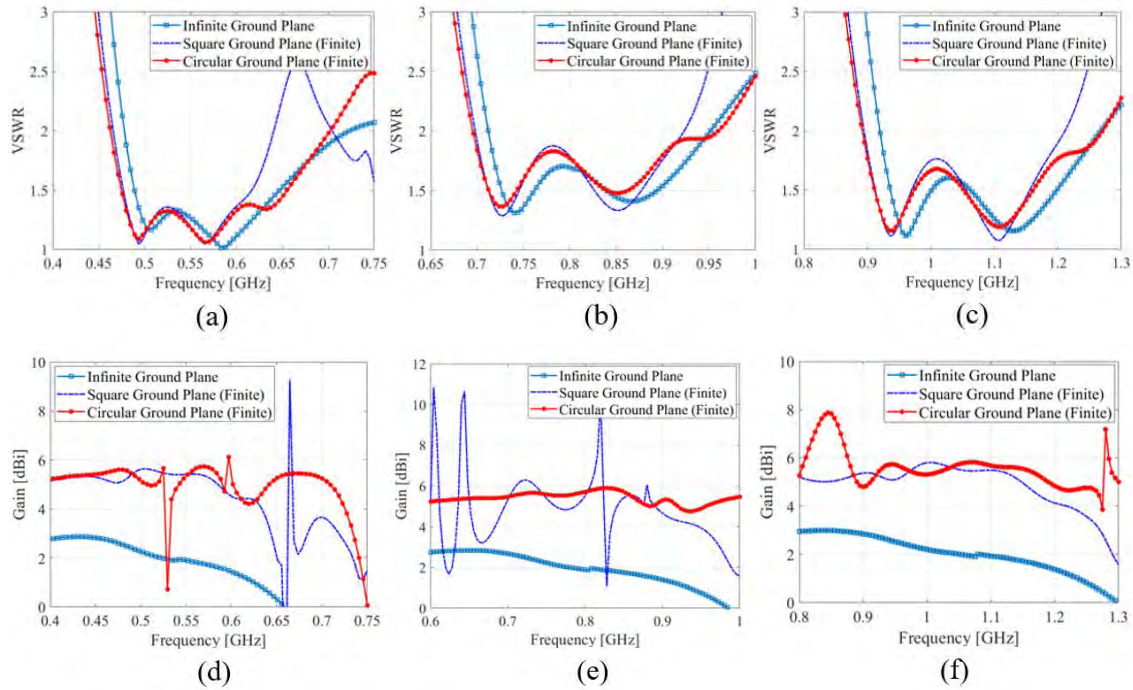 3
2.5
2
1.5
1
VSWR
Infinite Ground Plane
Square Ground Plane (Finite)
Circular Ground Plane (Finite)
0.4 0.45 0.5 0.55 0.6 0.65 0.7 0.75
Frequency [GHz]
(a)
3
2.5
2
1.5
1
VSWR
Infinite Ground Plane
Square Ground Plane (Finite)
Circular Ground Plane (Finite)
0.65 0.7 0.75 0.8 0.85 0.9 0.95 1
Frequency [GHz]
(b)
3
2.5
2
1.5
1
VSWR
Infinite Ground Plane
Square Ground Plane (Finite)
Circular Ground Plane (Finite)
0.8 0.9 1 1.1 1.2 1.3
Frequency [GHz]
(c)
10
8
6
4
2
0
Gain [dBi]
Infinite Ground Plane
Square Ground Plane (Finite)
Circular Ground Plane (Finite)
0.4 0.45 0.5 0.55 0.6 0.65 0.7 0.75
Frequency [GHz]
(d)
12
10
8
6
4
2
0
Gain [dBi]
Infinite Ground Plane
Square Ground Plane (Finite)
Circular Ground Plane (Finite)
0.6 0.7 0.8 0.9 1
Frequency [GHz]
(e)
10
8
6
4
2
0
Gain [dBi]
Infinite Ground Plane
Square Ground Plane (Finite)
Circular Ground Plane (Finite)
0.8 0.9 1 1.1 1.2 1.3
Frequency [GHz]
(f)